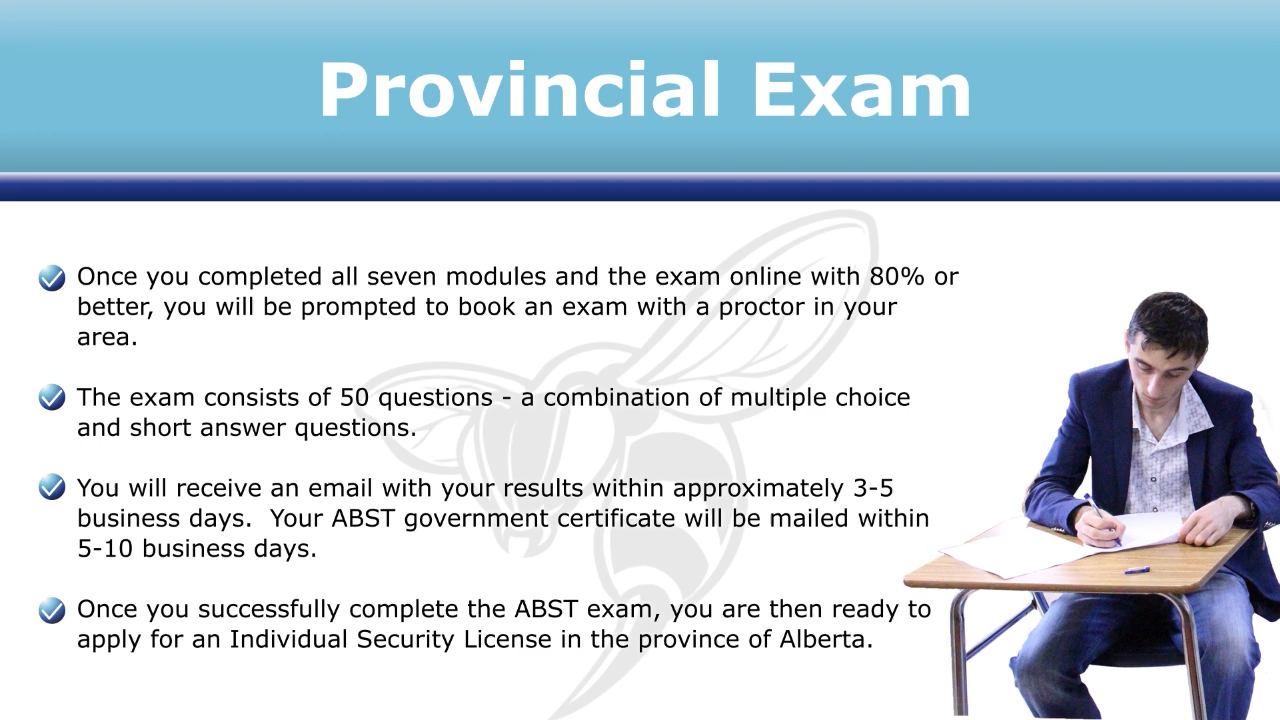 Provincial Exam
Once you completed all seven modules and the exam online with 80% or
better, you will be prompted to book an exam with a proctor in your
area.
The exam consists of 50 questions - a combination of multiple choice
and short answer questions.
You will receive an email with your results within approximately 3-5
business days.  Your ABST government certificate will be mailed within
5-10 business days.
Once you successfully complete the ABST exam, you are then ready to
apply for an Individual Security License in the province of Alberta.